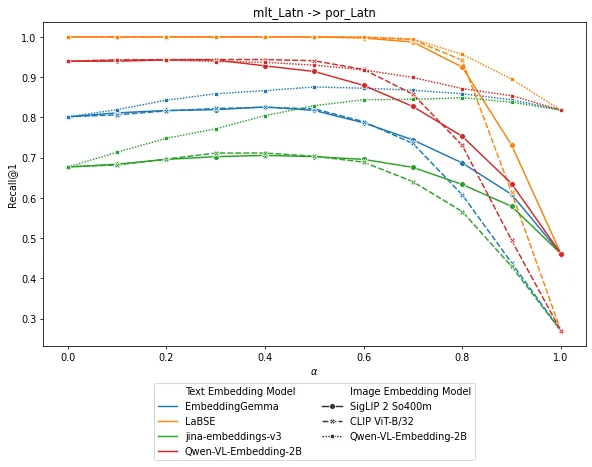 mlt_Latn -> por_Latn
Recall@1
1.0
0.9
0.8
0.7
0.6
0.5
0.4
0.3
0.0 0.2 0.4 0.6 0.8 1.0
α
Text Embedding Model
EmbeddingGemma
LaBSE
jina-embeddings-v3
Qwen-VL-Embedding-2B
Image Embedding Model
SigLIP 2 So400m
CLIP ViT-B/32
Qwen-VL-Embedding-2B